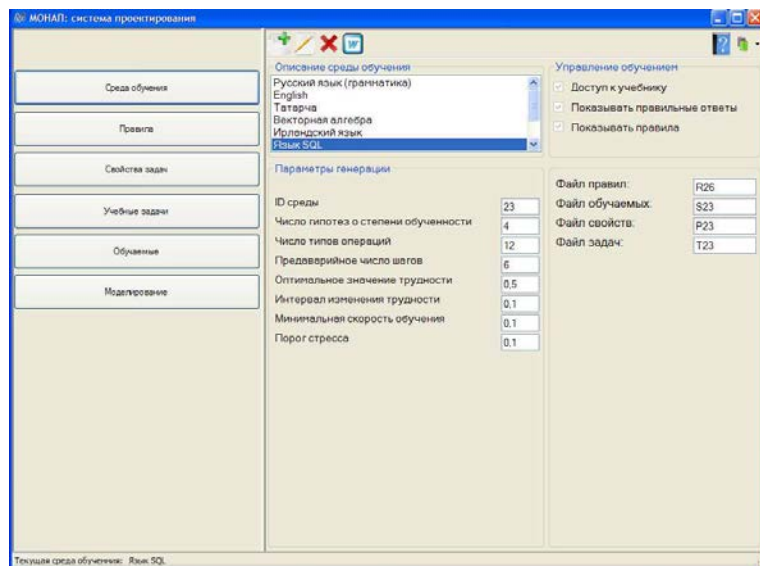 МОНАП: система проектирования
Среда обучения
Правила
Свойства задач
Учебные задачи
Обучаемые
Моделирование
Описание среды обучения
Русский язык (грамматика)
English
Татарча
Векторная алгебра
Ирландский язык
Язык SQL
Управление обучением
Доступ к учебнику
Показывать правильные ответы
Показывать правила
Параметры генерации
ID среды 23
Число гипотез о степени обученности 4
Число типов операций 12
Предаварийное число шагов 6
Оптимальное значение трудности 0,5
Интервал изменения трудности 0,1
Минимальная скорость обучения 0,1
Порог стресса 0,1
Файл правил: R26
Файл обучаемых: S23
Файл свойств: P23
Файл задач: T23
Текущая среда обучения: Язык SQL